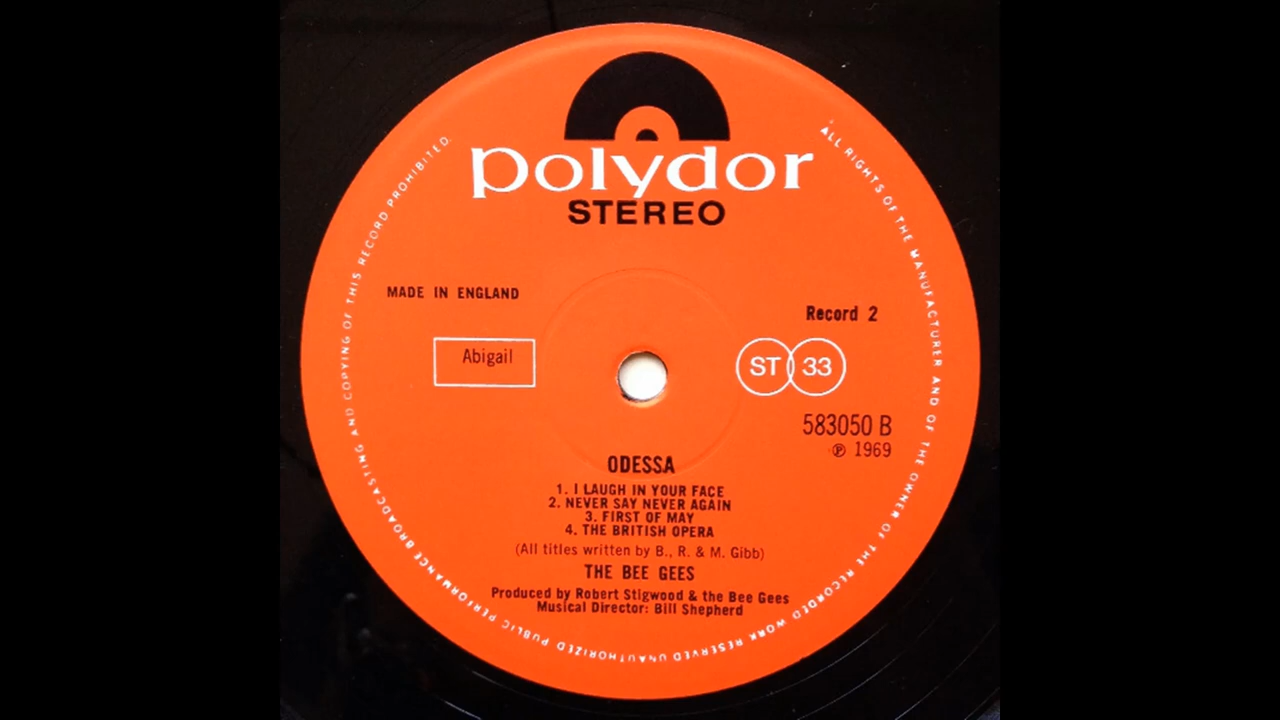 polydor
STEREO
MADE IN ENGLAND
Record 2
Abigail
ST 33
583050 B
℗ 1969
ODESSA
1. I LAUGH IN YOUR FACE
2. NEVER SAY NEVER AGAIN
3. FIRST OF MAY
4. THE BRITISH OPERA
(All titles written by B., R. & M. Gibb)
THE BEE GEES
Produced by Robert Stigwood & the Bee Gees
Musical Director: Bill Shepherd
ALL RIGHTS OF THE MANUFACTURER AND OF THE OWNER OF THE RECORDED WORK RESERVED UNAUTHORIZED PUBLIC PERFORMANCE BROADCASTING AND COPYING OF THIS RECORD PROHIBITED.